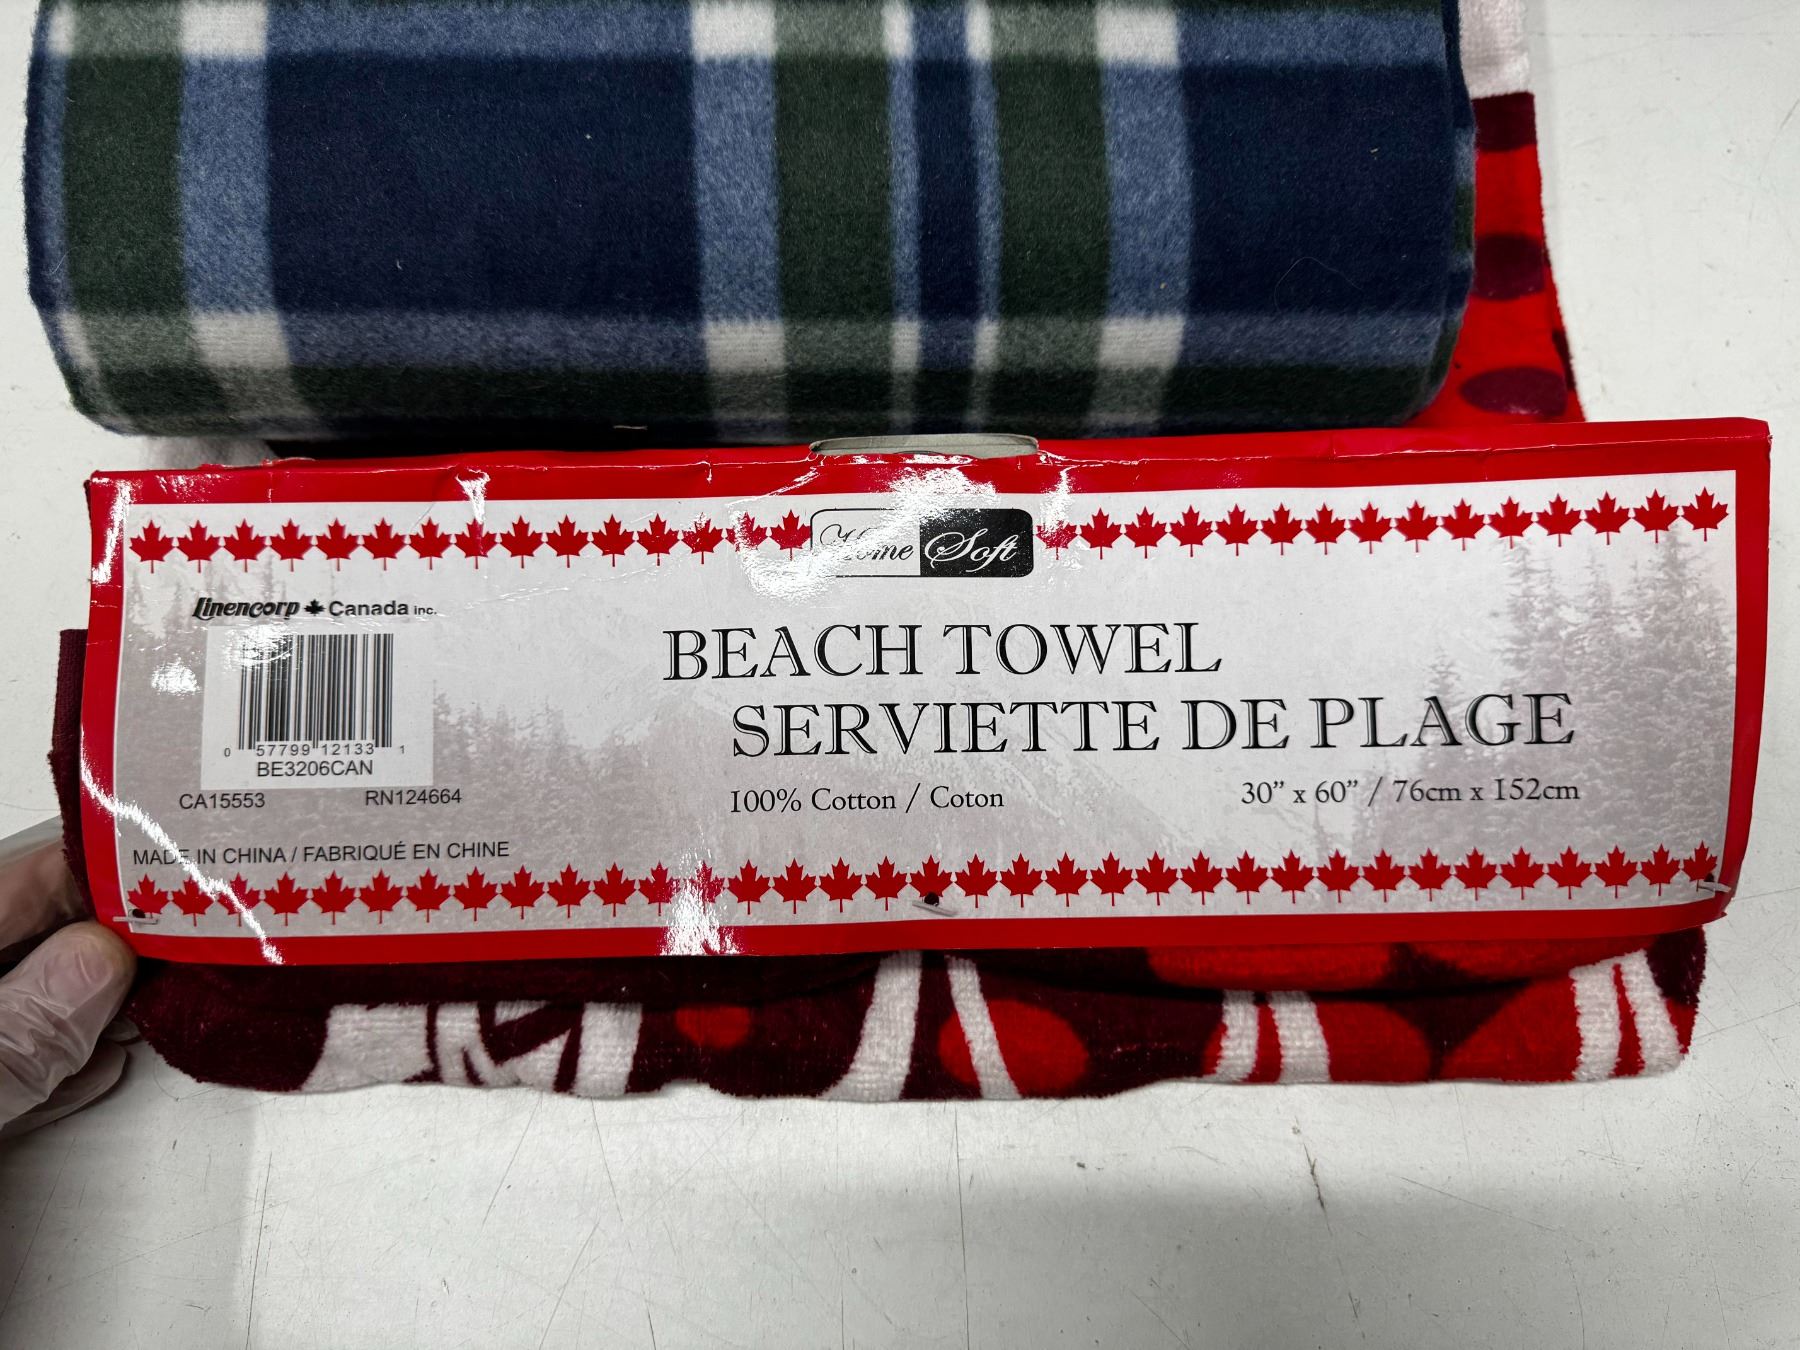 Home Soft
Linencorp Canada inc.
0 57799 12133 1
BE3206CAN
CA15553 RN124664
MADE IN CHINA / FABRIQUÉ EN CHINE
BEACH TOWEL
SERVIETTE DE PLAGE
100% Cotton / Coton 30” x 60” / 76cm x 152cm